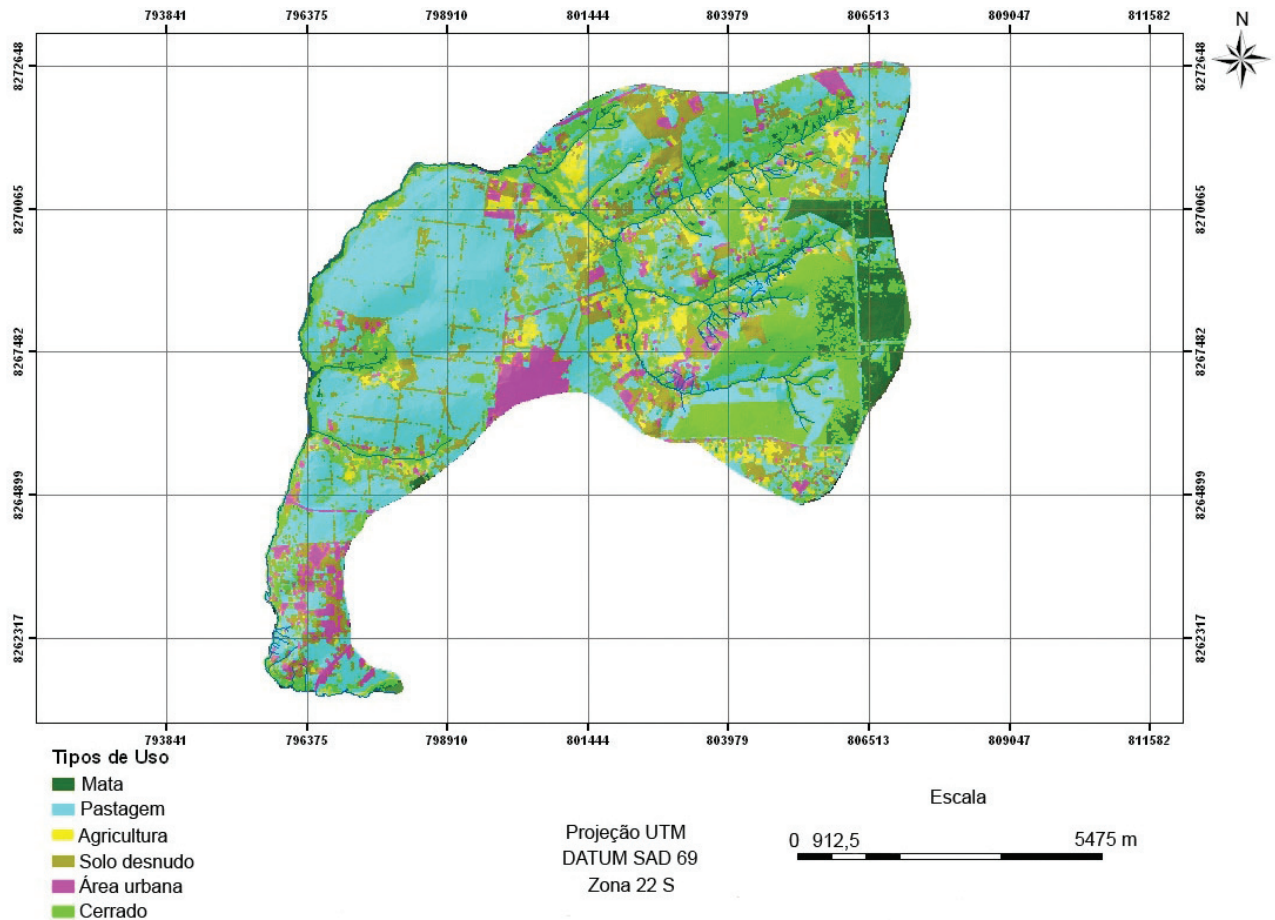 793841 796375 798910 801444 803979 806513 809047 811582
N
8272648 8272648
8270065 8270065
8267482 8267482
8264899 8264899
8262317 8262317
793841 796375 798910 801444 803979 806513 809047 811582
Tipos de Uso
Mata
Pastagem
Agricultura
Solo desnudo
Área urbana
Cerrado
Projeção UTM
DATUM SAD 69
Zona 22 S
Escala
0 912,5 5475 m